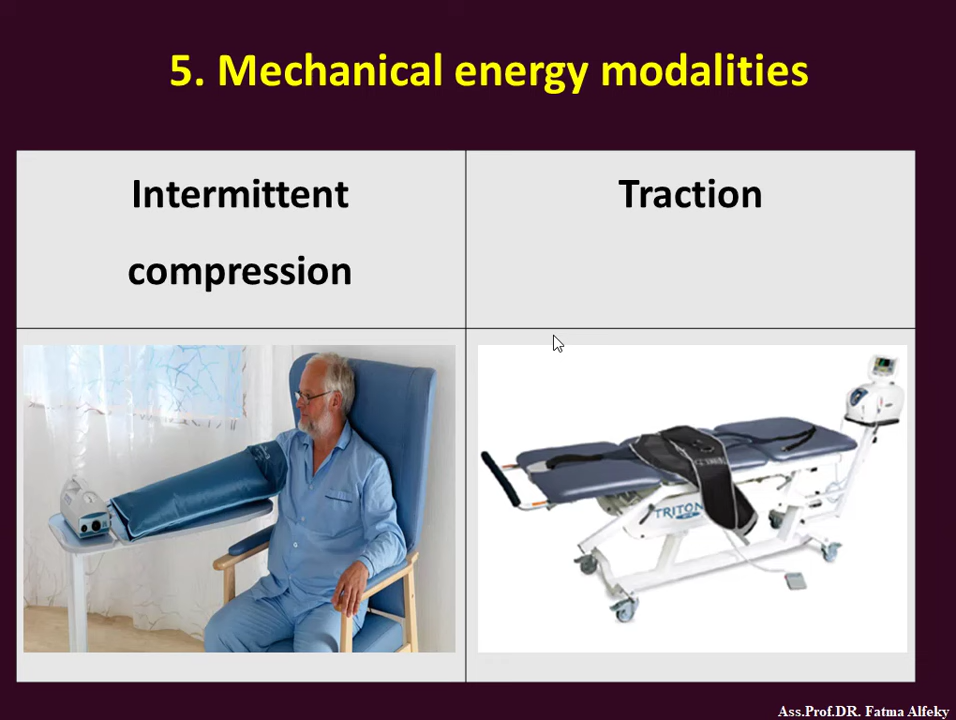 5. Mechanical energy modalities
Intermittent
compression
Traction
TRITON
Ass.Prof.DR. Fatma Alfeky